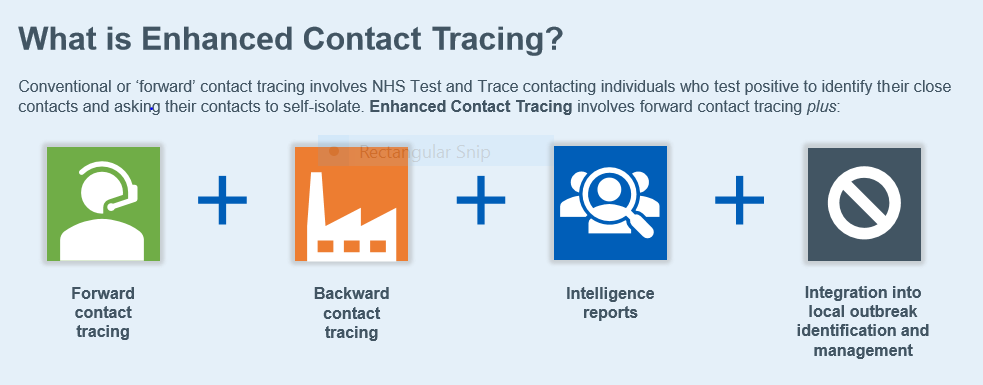 What is Enhanced Contact Tracing?
Conventional or ‘forward’ contact tracing involves NHS Test and Trace contacting individuals who test positive to identify their close
contacts and asking their contacts to self-isolate. Enhanced Contact Tracing involves forward contact tracing plus:
Rectangular Snip
Forward
contact
tracing
Backward
contact
tracing
Intelligence
reports
Integration into
local outbreak
identification and
management